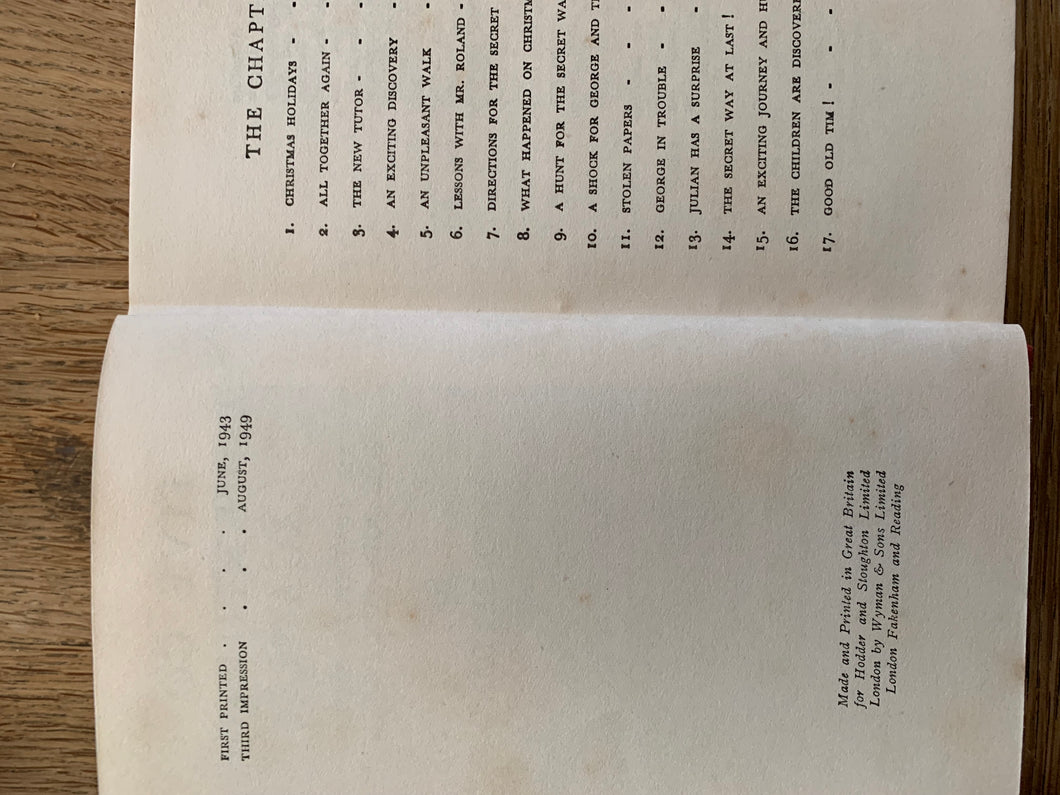 FIRST PRINTED . . . . JUNE, 1943
THIRD IMPRESSION . . . AUGUST, 1949
Made and Printed in Great Britain
for Hodder and Stoughton Limited
London by Wyman & Sons Limited
London Fakenham and Reading
THE CHAPT
1. CHRISTMAS HOLIDAYS - -
2. ALL TOGETHER AGAIN - -
3. THE NEW TUTOR - - -
4. AN EXCITING DISCOVERY -
5. AN UNPLEASANT WALK -
6. LESSONS WITH MR. ROLAND -
7. DIRECTIONS FOR THE SECRET
8. WHAT HAPPENED ON CHRISTM
9. A HUNT FOR THE SECRET WA
10. A SHOCK FOR GEORGE AND T
11. STOLEN PAPERS - - -
12. GEORGE IN TROUBLE - -
13. JULIAN HAS A SURPRISE -
14. THE SECRET WAY AT LAST ! -
15. AN EXCITING JOURNEY AND H
16. THE CHILDREN ARE DISCOVER
17. GOOD OLD TIM ! - - -